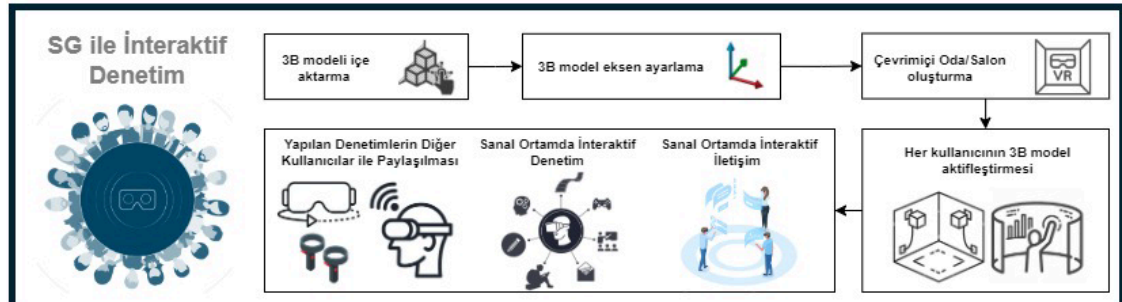 SG ile İnteraktif
Denetim
3B modeli içe
aktarma
3B model eksen ayarlama
Çevrimiçi Oda/Salon
oluşturma
VR
Her kullanıcının 3B model
aktifleştirmesi
Sanal Ortamda İnteraktif
İletişim
Sanal Ortamda İnteraktif
Denetim
Yapılan Denetimlerin Diğer
Kullanıcılar ile Paylaşılması